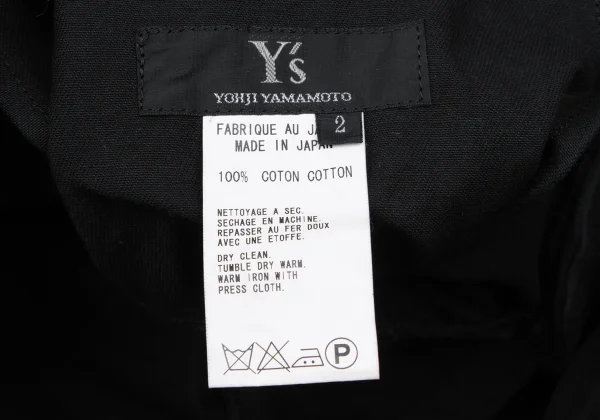 Y's
YOHJI YAMAMOTO
2
FABRIQUE AU JA
MADE IN JAPAN
100% COTON COTTON
NETTOYAGE A SEC.
SECHAGE EN MACHINE.
REPASSER AU FER DOUX
AVEC UNE ETOFFE.
DRY CLEAN.
TUMBLE DRY WARM.
WARM IRON WITH
PRESS CLOTH.
P